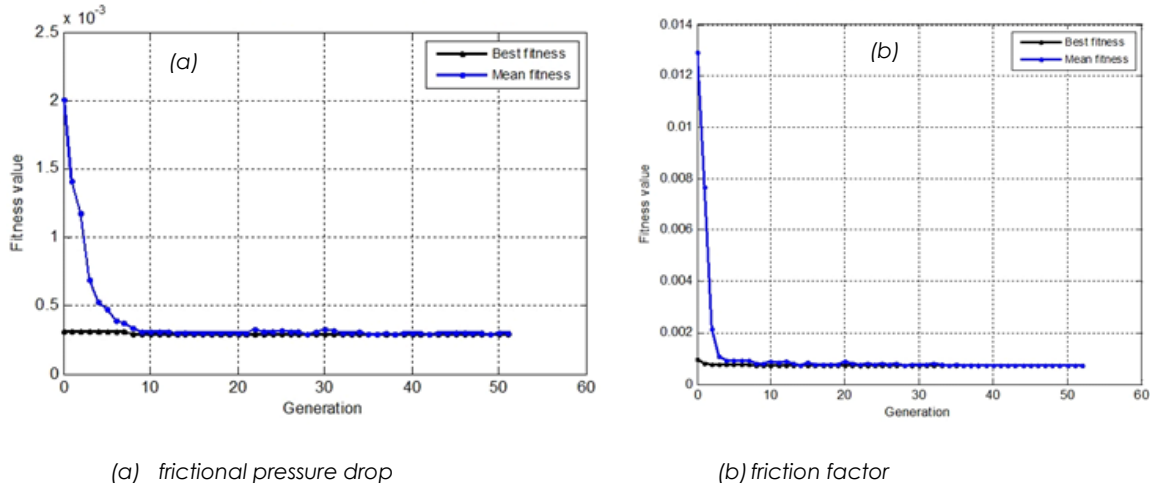 x 10⁻³
2.5
2
1.5
1
0.5
0
0 10 20 30 40 50 60
Fitness value
Generation
(a)
Best fitness
Mean fitness
0.014
0.012
0.01
0.008
0.006
0.004
0.002
0
0 10 20 30 40 50 60
Fitness value
Generation
(b)
Best fitness
Mean fitness
(a) frictional pressure drop
(b) friction factor